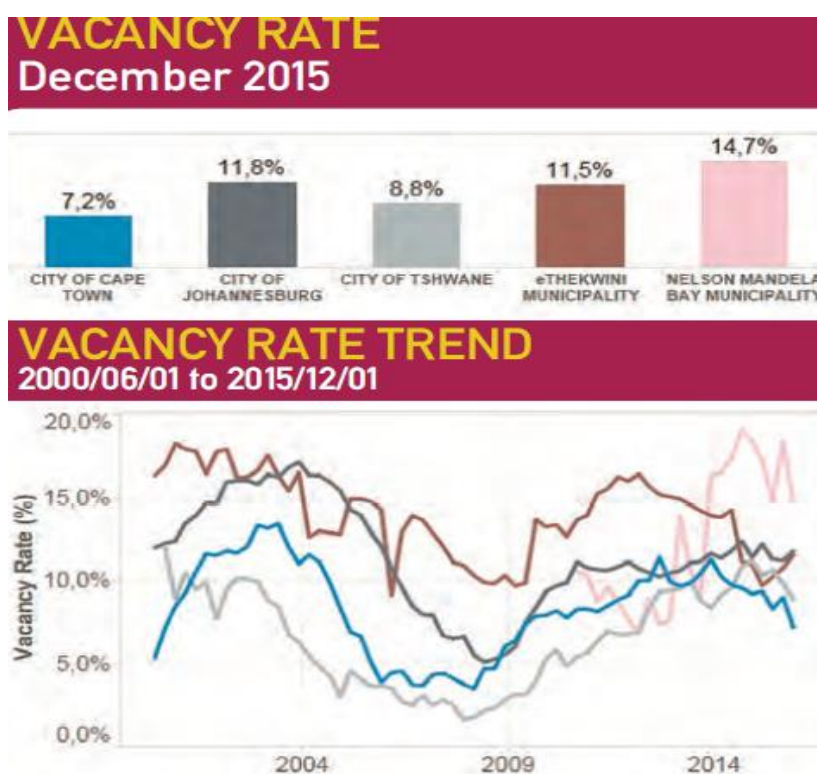 VACANCY RATE
December 2015
7,2%
11,8%
8,8%
11,5%
14,7%
CITY OF CAPE
TOWN
CITY OF
JOHANNESBURG
CITY OF TSHWANE
eTHEKWINI
MUNICIPALITY
NELSON MANDELA
BAY MUNICIPALITY
VACANCY RATE TREND
2000/06/01 to 2015/12/01
Vacancy Rate (%)
20,0%
15,0%
10,0%
5,0%
0,0%
2004
2009
2014